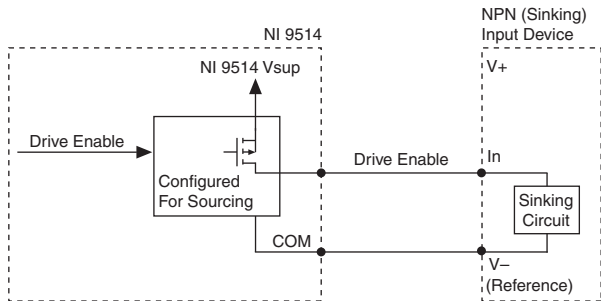 NPN (Sinking)
Input Device
NI 9514
V+
NI 9514 Vsup
Drive Enable
Drive Enable
In
Configured
For Sourcing
Sinking
Circuit
COM
V–
(Reference)